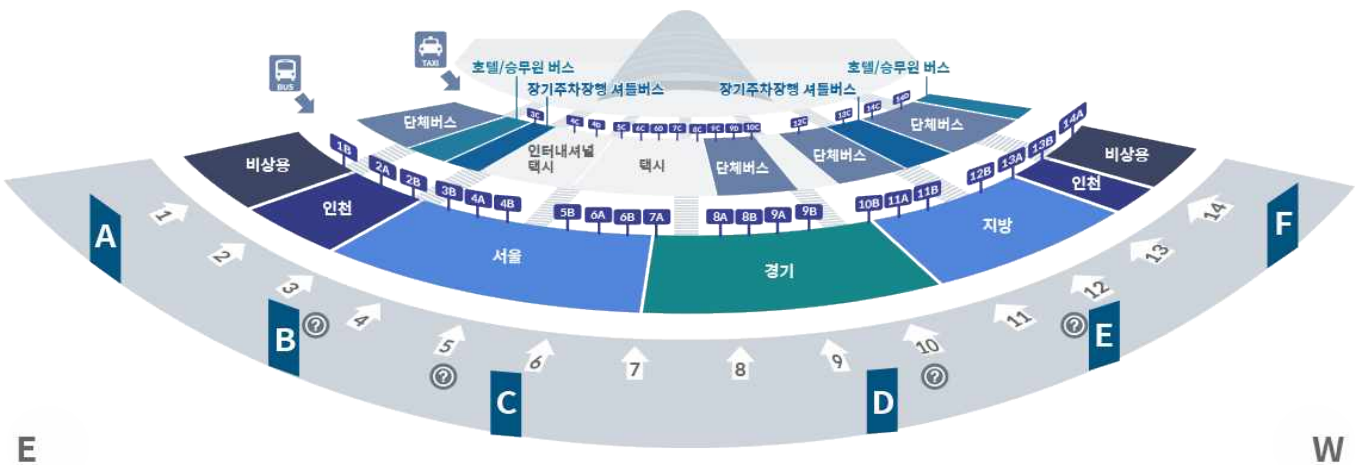 TAXI
BUS
호텔/승무원 버스
호텔/승무원 버스
장기주차장행 셔틀버스
장기주차장행 셔틀버스
단체버스
3C
4C
4D
5C
6C
6D
7C
8C
9C
9D
10C
12C
13C
14C
14D
단체버스
인터내셔널
택시
택시
단체버스
단체버스
비상용
1B
2A
2B
3B
4A
4B
5B
6A
6B
7A
8A
8B
9A
9B
10B
11A
11B
12B
13A
13B
14A
비상용
인천
인천
서울
경기
지방
A
1
2
3
B
?
4
5
?
6
C
7
8
9
D
10
?
11
?
12
E
13
14
F
E
W